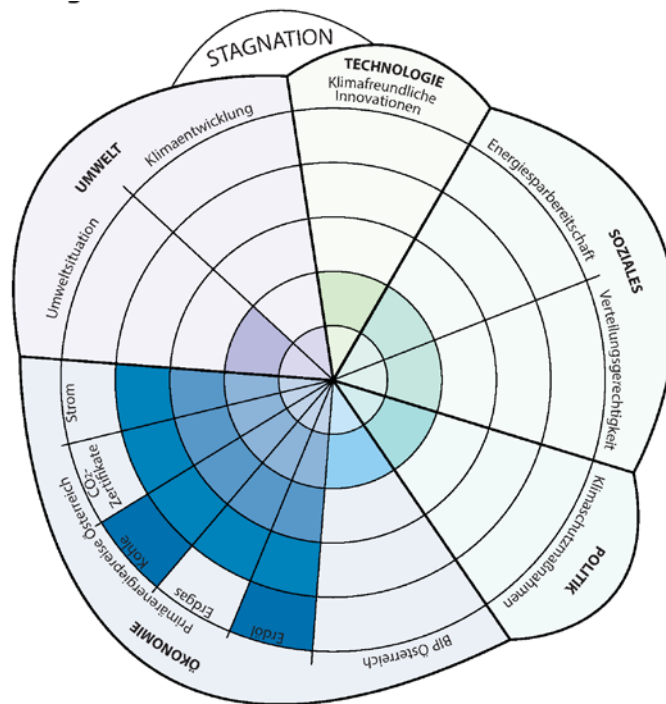 STAGNATION
TECHNOLOGIE
Klimafreundliche
Innovationen
Energiesparbereitschaft
SOZIALES
Verteilungsgerechtigkeit
Klimaschutzmaßnahmen
POLITIK
BIP Österreich
Erdöl
Erdgas
Kohle
CO₂-
Zertifikate
Strom
Primärenergiepreise Österreich
ÖKONOMIE
Umweltsituation
UMWELT
Klimaentwicklung